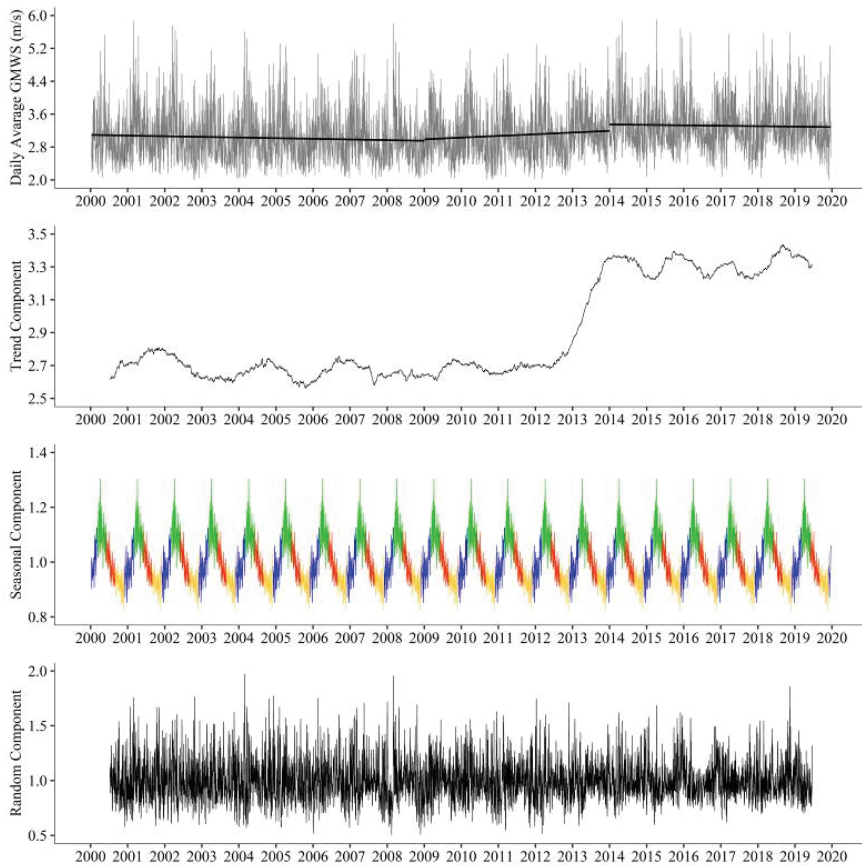 Daily Avarage GMWS (m/s)
6.0
5.2
4.4
3.6
2.8
2.0
2000 2001 2002 2003 2004 2005 2006 2007 2008 2009 2010 2011 2012 2013 2014 2015 2016 2017 2018 2019 2020
Trend Component
3.5
3.3
3.1
2.9
2.7
2.5
2000 2001 2002 2003 2004 2005 2006 2007 2008 2009 2010 2011 2012 2013 2014 2015 2016 2017 2018 2019 2020
Seasonal Component
1.4
1.2
1.0
0.8
2000 2001 2002 2003 2004 2005 2006 2007 2008 2009 2010 2011 2012 2013 2014 2015 2016 2017 2018 2019 2020
Random Component
2.0
1.5
1.0
0.5
2000 2001 2002 2003 2004 2005 2006 2007 2008 2009 2010 2011 2012 2013 2014 2015 2016 2017 2018 2019 2020